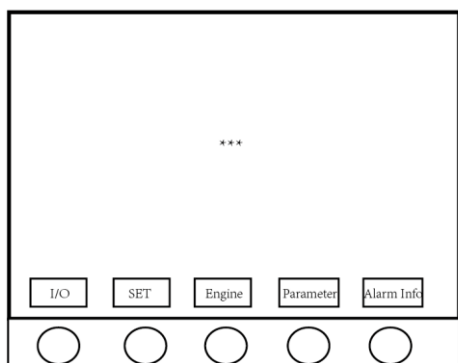 ***
I/O
SET
Engine
Parameter
Alarm Info